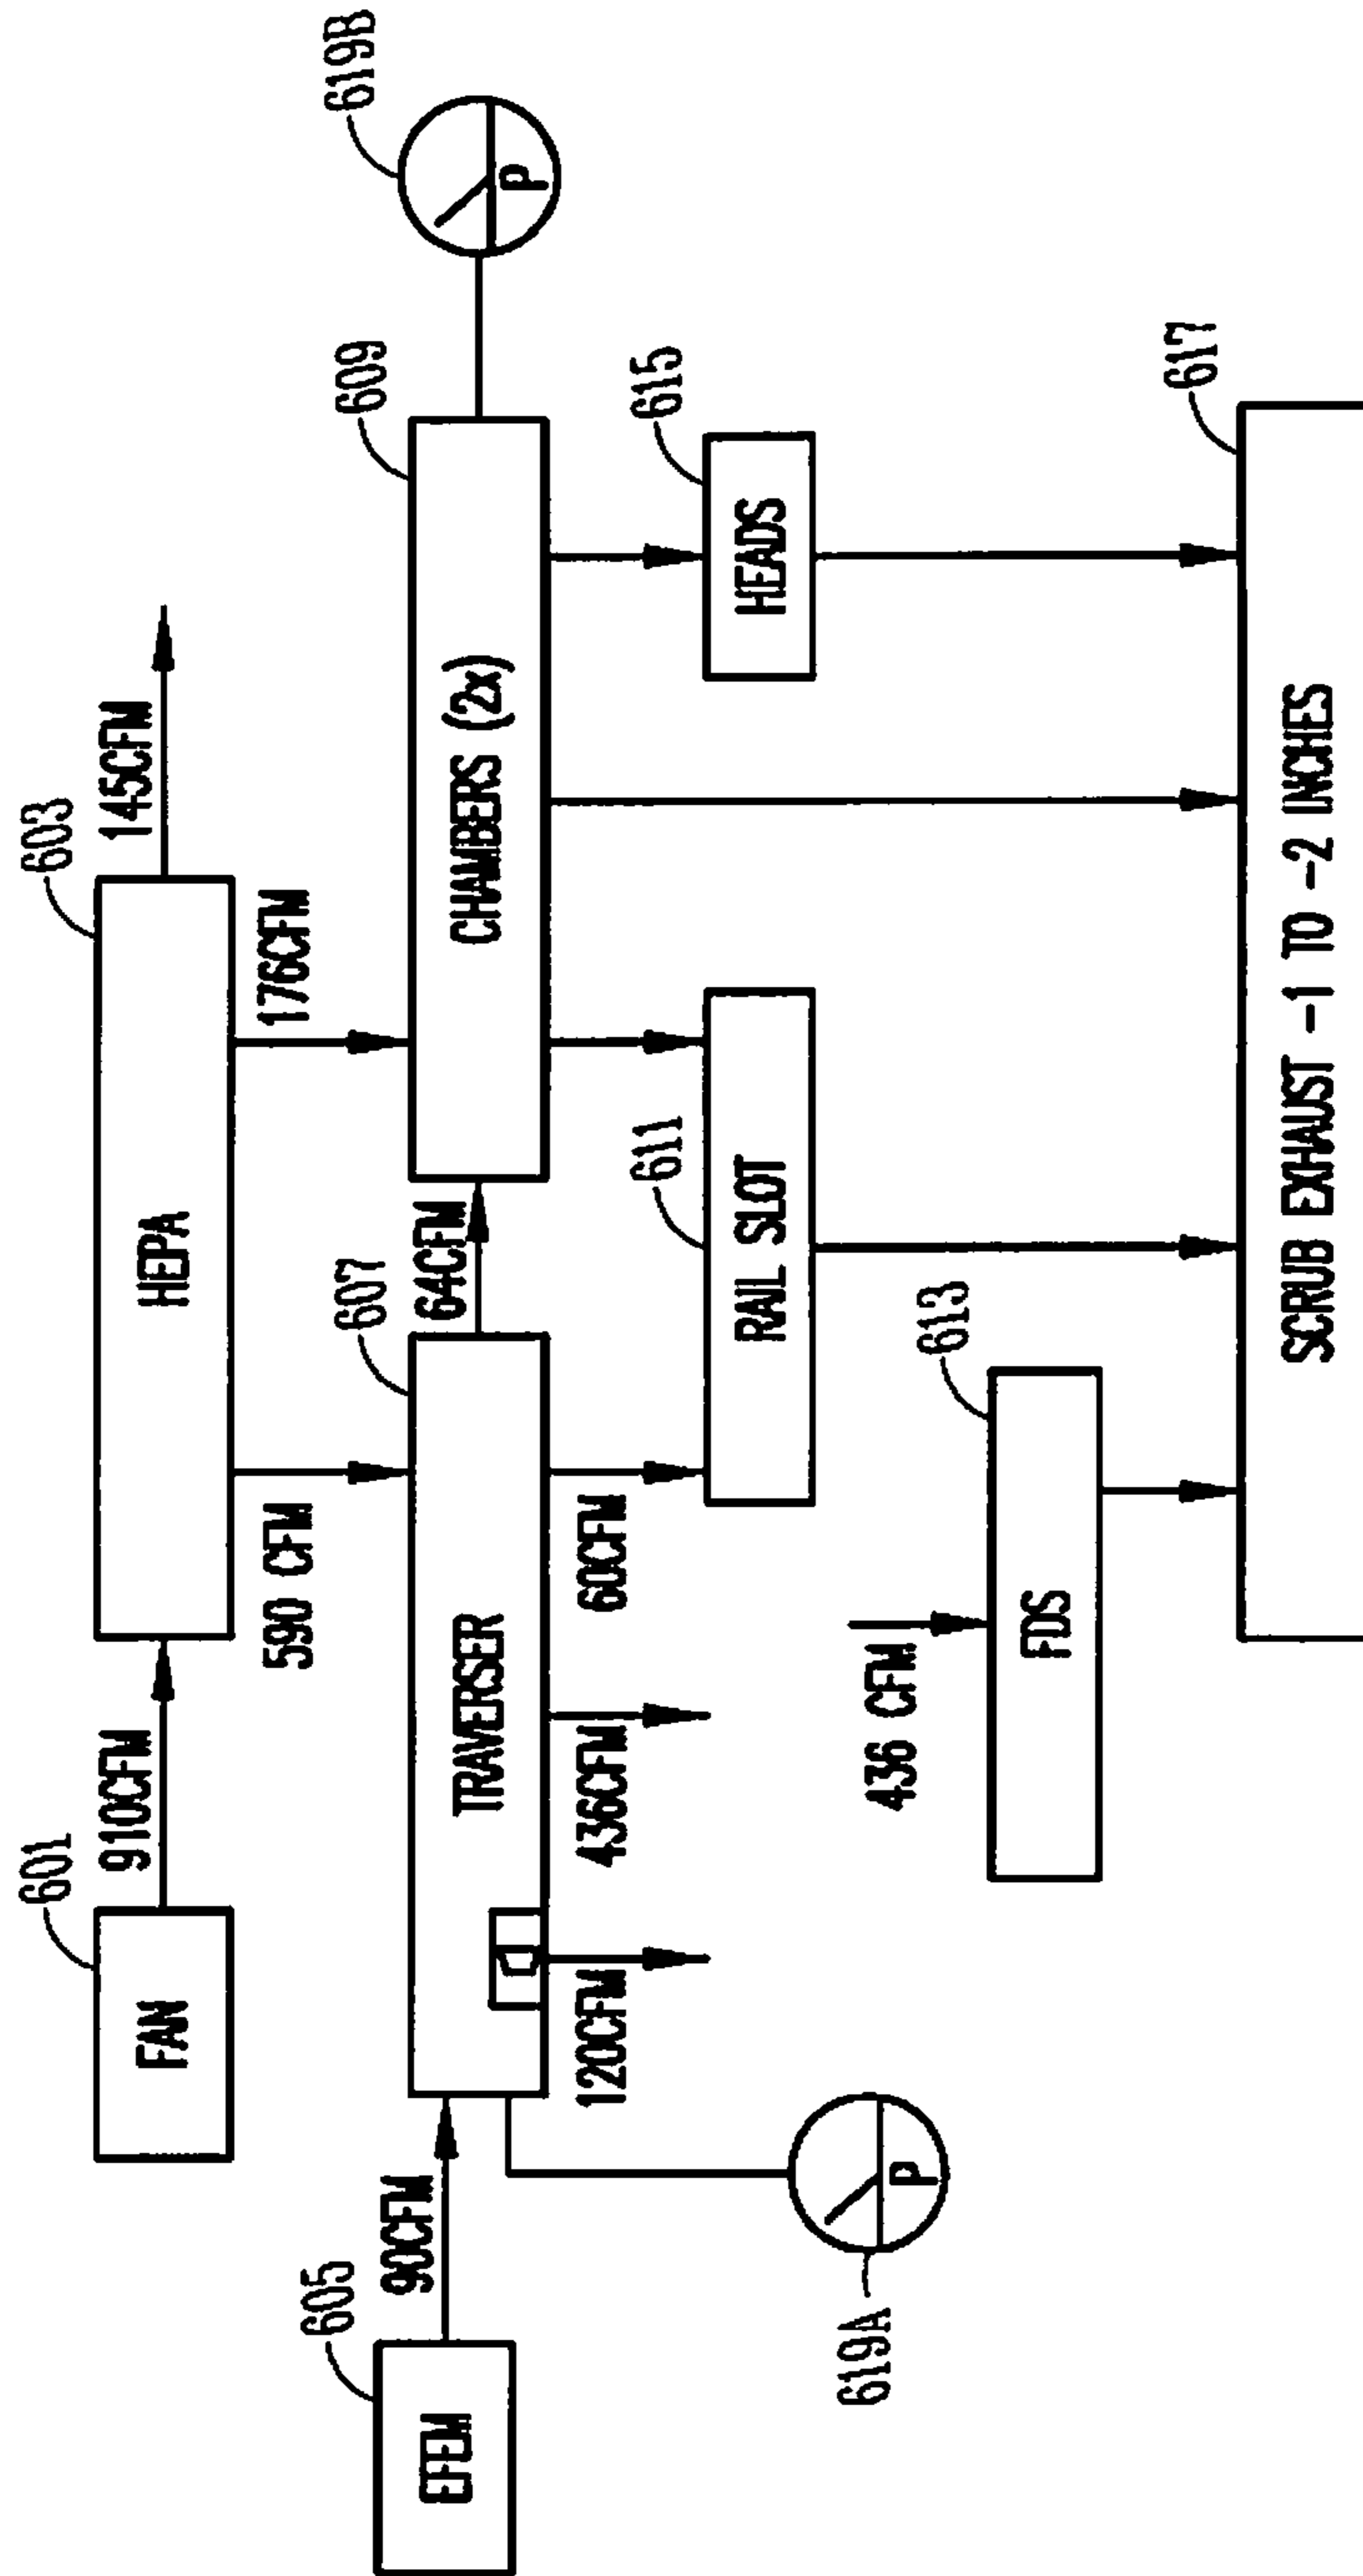 601
FAN
910CFM
603
HEPA
145CFM
590 CFM
176CFM
605
EFEM
90CFM
607
TRAVERSER
64CFM
609
CHAMBERS (2x)
619B
P
120CFM
436CFM
60CFM
611
RAIL SLOT
615
HEADS
619A
P
436 CFM
613
FDS
617
SCRUB EXHAUST -1 TO -2 INCHES